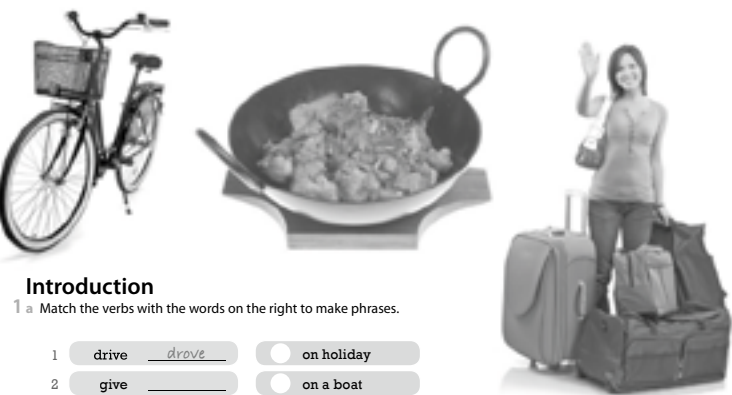 Introduction
1 a Match the verbs with the words on the right to make phrases.
1 drive drove on holiday
2 give on a boat